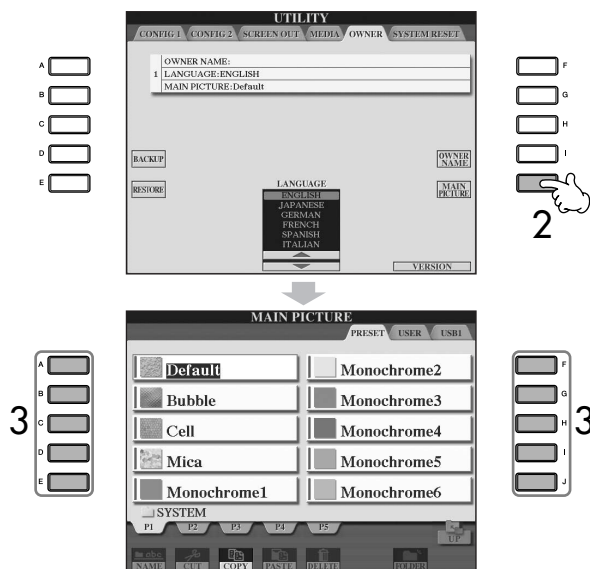 UTILITY
CONFIG 1 CONFIG 2 SCREEN OUT MEDIA OWNER SYSTEM RESET
OWNER NAME:
1 LANGUAGE:ENGLISH
MAIN PICTURE:Default
A
B
C
D
E
F
G
H
I
2
BACKUP
RESTORE
OWNER
NAME
MAIN
PICTURE
LANGUAGE
ENGLISH
JAPANESE
GERMAN
FRENCH
SPANISH
ITALIAN
VERSION
MAIN PICTURE
PRESET USER USB1
Default
Bubble
Cell
Mica
Monochrome1
Monochrome2
Monochrome3
Monochrome4
Monochrome5
Monochrome6
SYSTEM
P1 P2 P3 P4 P5
UP
abc
NAME CUT COPY PASTE DELETE FOLDER
3
A
B
C
D
E
3
F
G
H
I
J